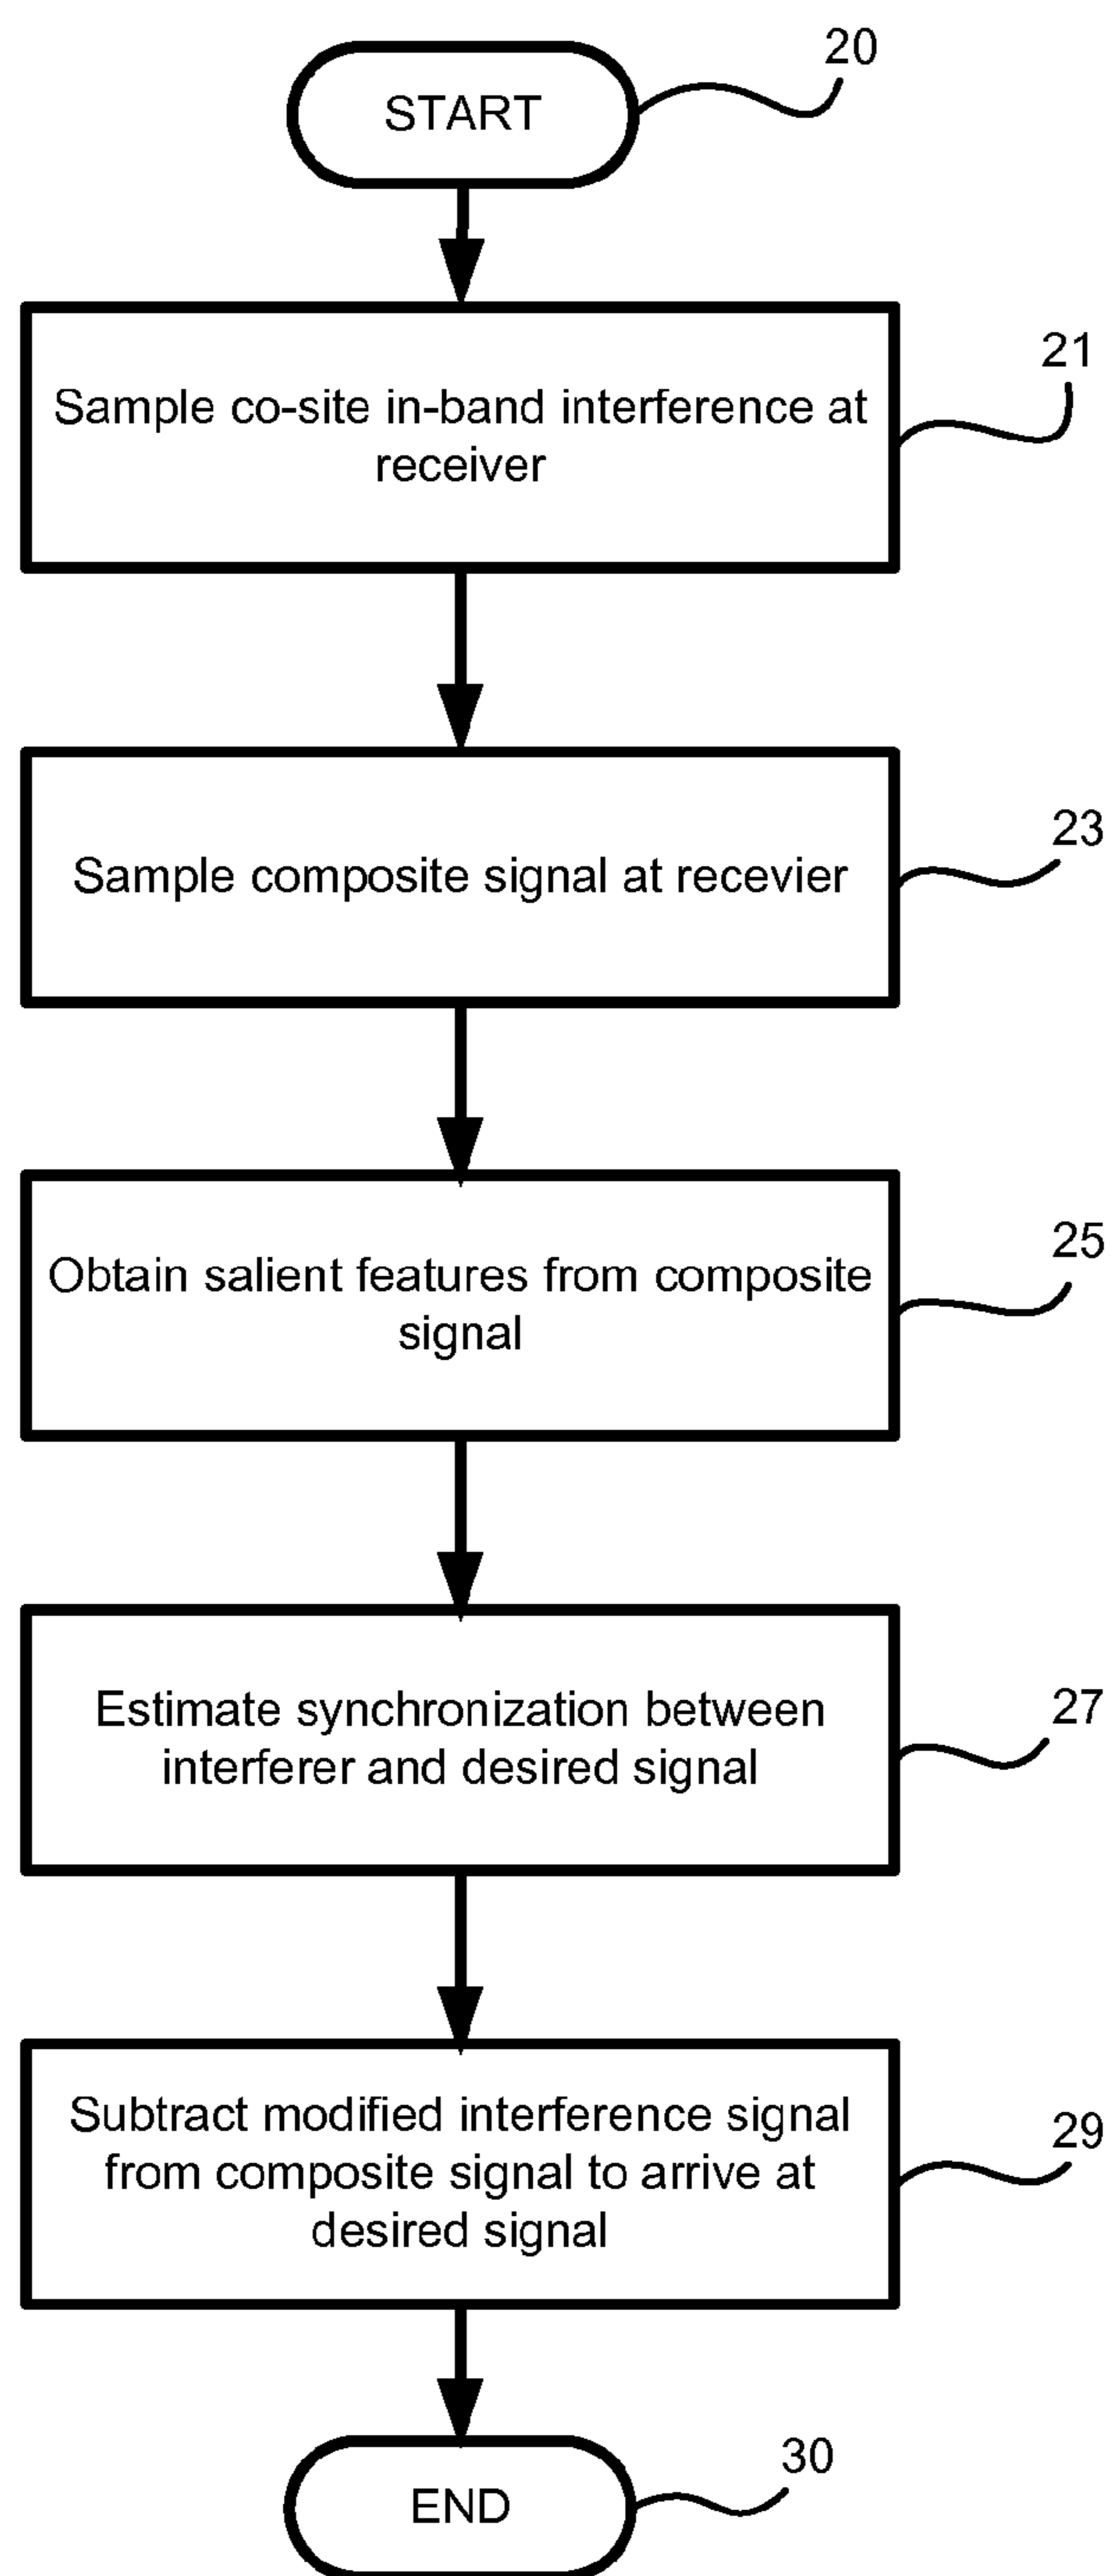 START
20
Sample co-site in-band interference at
receiver
21
Sample composite signal at recevier
23
Obtain salient features from composite
signal
25
Estimate synchronization between
interferer and desired signal
27
Subtract modified interference signal
from composite signal to arrive at
desired signal
29
END
30